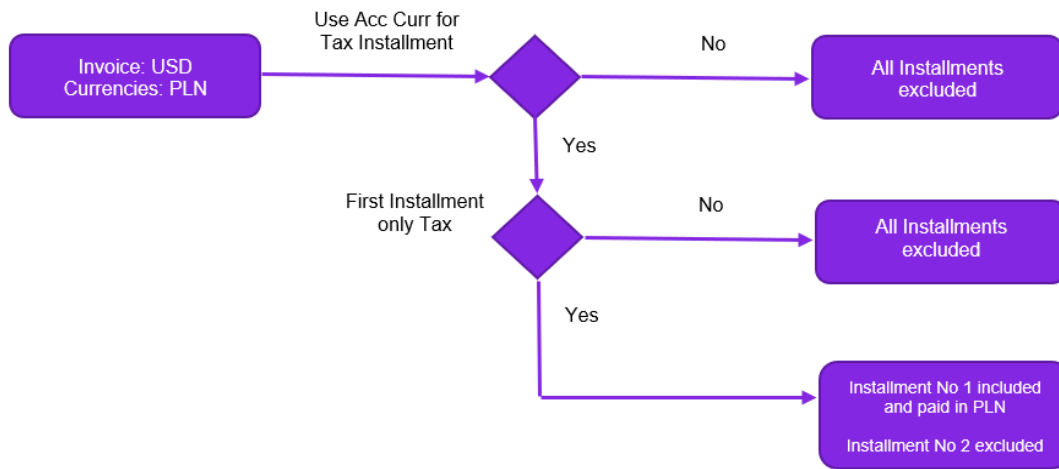 Invoice: USD
Currencies: PLN
Use Acc Curr for
Tax Installment
No
All Installments
excluded
Yes
First Installment
only Tax
No
All Installments
excluded
Yes
Installment No 1 included
and paid in PLN
Installment No 2 excluded